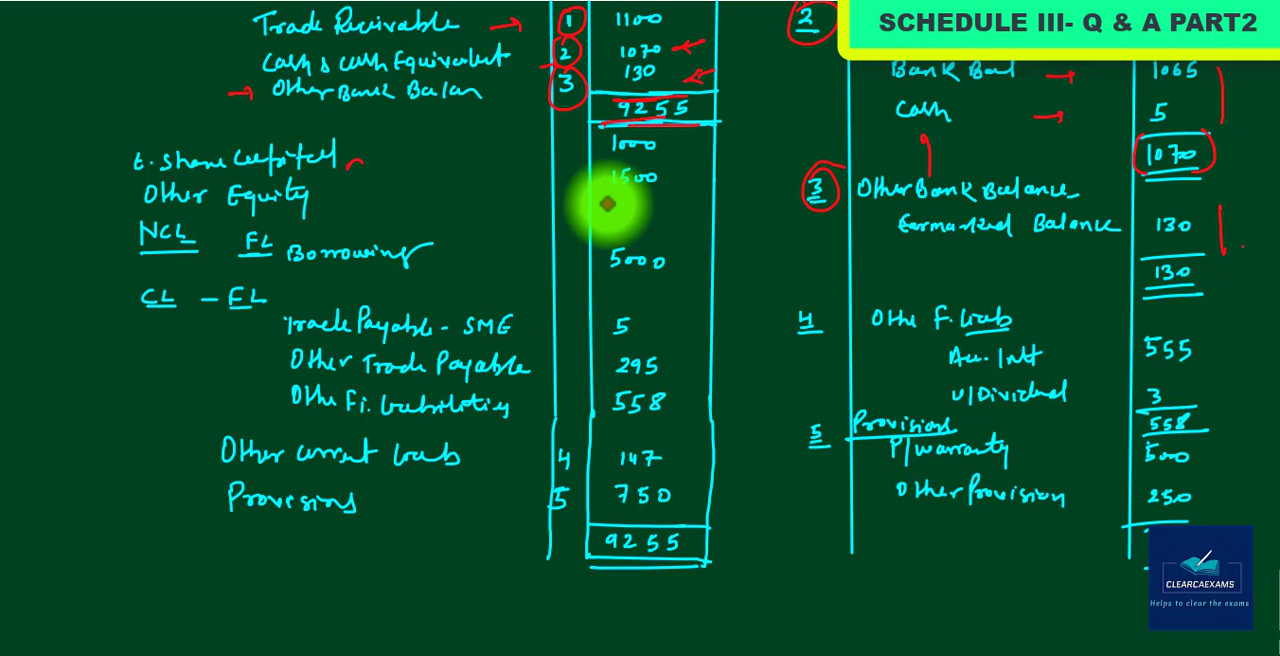 SCHEDULE III- Q & A PART2
Trade Receivable → 1 1100
Cash & Cash Equivalent 2 1070
→ Other Bank Balan 3 130
9255
E. Share Capital 1000
Other Equity 1500
NCL FL Borrowing 5000
CL - FL
Trade Payable - SME 5
Other Trade Payable 295
Othe Fi. Liabilities 558
Other current Liab 4 147
Provisions 5 750
9255
2
Bank Bal → 1065
Cash → 5
1070
3 Other Bank Balance
Earmarked Balance 130
130
4 Othe F. Liab
Acc. Int 555
U/Dividend 3
558
5 Provisions
P/Warranty 500
Other Provision 250
CLEARCAEXAMS
Helps to clear the exams